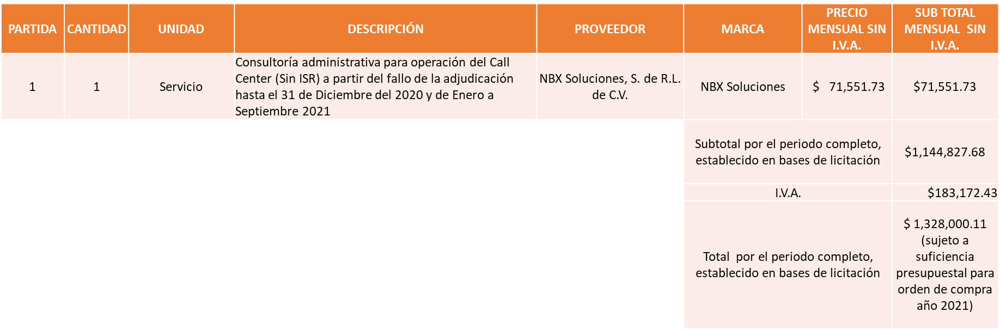 PARTIDA
CANTIDAD
UNIDAD
DESCRIPCIÓN
PROVEEDOR
MARCA
PRECIO
MENSUAL SIN
I.V.A.
SUB TOTAL
MENSUAL SIN
I.V.A.
1
1
Servicio
Consultoría administrativa para operación del Call
Center (Sin ISR) a partir del fallo de la adjudicación
hasta el 31 de Diciembre del 2020 y de Enero a
Septiembre 2021
NBX Soluciones, S. de R.L.
de C.V.
NBX Soluciones
$ 71,551.73
$71,551.73
Subtotal por el periodo completo,
establecido en bases de licitación
$1,144,827.68
I.V.A.
$183,172.43
Total por el periodo completo,
establecido en bases de licitación
$ 1,328,000.11
(sujeto a
suficiencia
presupuestal para
orden de compra
año 2021)